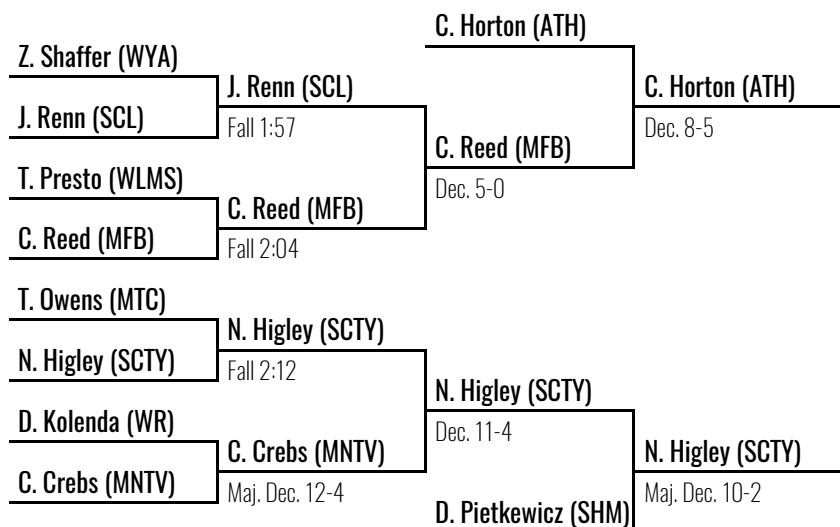 C. Horton (ATH)
Z. Shaffer (WYA)
J. Renn (SCL)
C. Horton (ATH)
J. Renn (SCL)
Fall 1:57
Dec. 8-5
C. Reed (MFB)
T. Presto (WLMS)
Dec. 5-0
C. Reed (MFB)
C. Reed (MFB)
Fall 2:04
T. Owens (MTC)
N. Higley (SCTY)
N. Higley (SCTY)
Fall 2:12
N. Higley (SCTY)
D. Kolenda (WR)
Dec. 11-4
C. Crebs (MNTV)
N. Higley (SCTY)
C. Crebs (MNTV)
Maj. Dec. 12-4
Maj. Dec. 10-2
D. Pietkewicz (SHM)